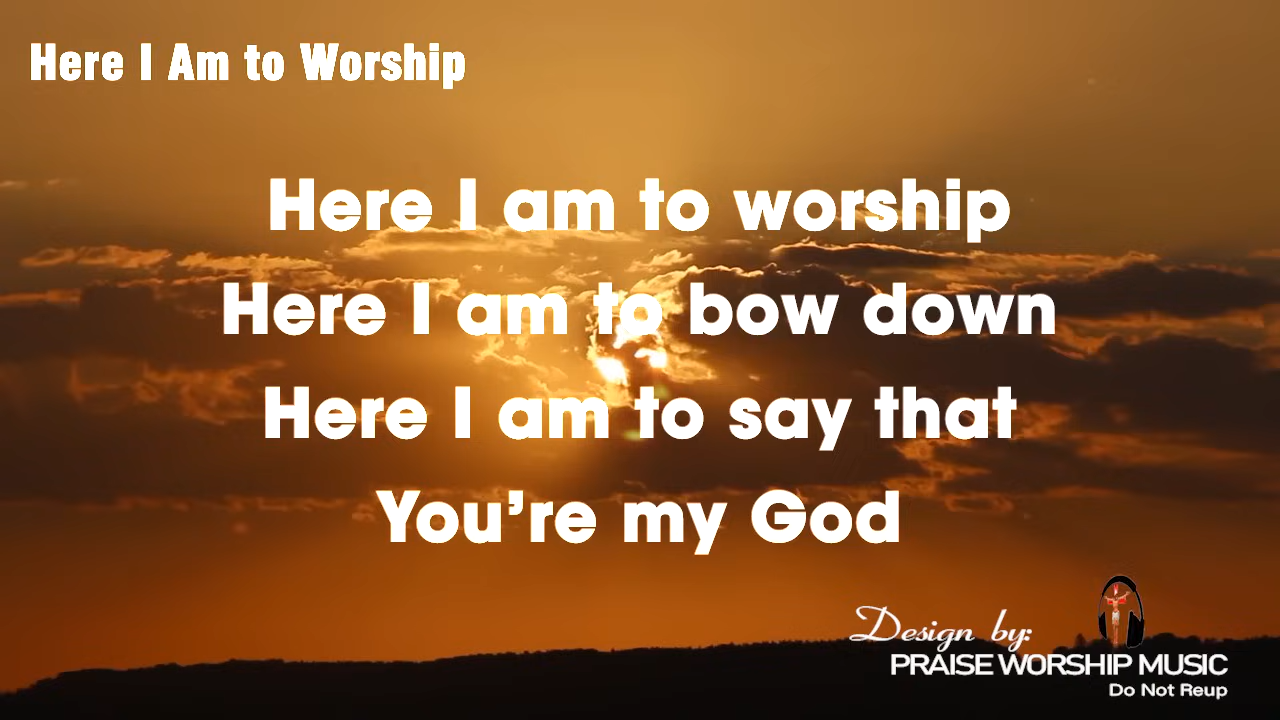 Here I Am to Worship
Here I am to worship
Here I am to bow down
Here I am to say that
You’re my God
Design by:
PRAISE WORSHIP MUSIC
Do Not Reup